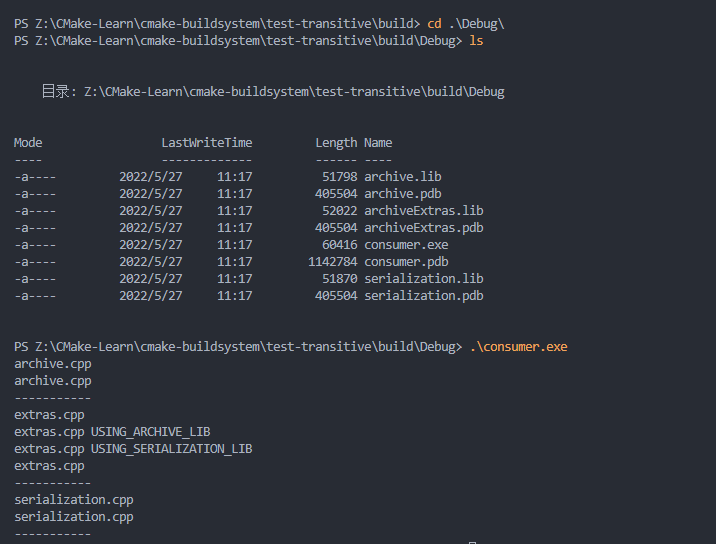 PS Z:\CMake-Learn\cmake-buildsystem\test-transitive\build> cd .\Debug\
PS Z:\CMake-Learn\cmake-buildsystem\test-transitive\build\Debug> ls
目录: Z:\CMake-Learn\cmake-buildsystem\test-transitive\build\Debug
Mode LastWriteTime Length Name
---- ------------- ------ ----
-a---- 2022/5/27 11:17 51798 archive.lib
-a---- 2022/5/27 11:17 405504 archive.pdb
-a---- 2022/5/27 11:17 52022 archiveExtras.lib
-a---- 2022/5/27 11:17 405504 archiveExtras.pdb
-a---- 2022/5/27 11:17 60416 consumer.exe
-a---- 2022/5/27 11:17 1142784 consumer.pdb
-a---- 2022/5/27 11:17 51870 serialization.lib
-a---- 2022/5/27 11:17 405504 serialization.pdb
PS Z:\CMake-Learn\cmake-buildsystem\test-transitive\build\Debug> .\consumer.exe
archive.cpp
archive.cpp
-----------
extras.cpp
extras.cpp USING_ARCHIVE_LIB
extras.cpp USING_SERIALIZATION_LIB
extras.cpp
-----------
serialization.cpp
serialization.cpp
-----------